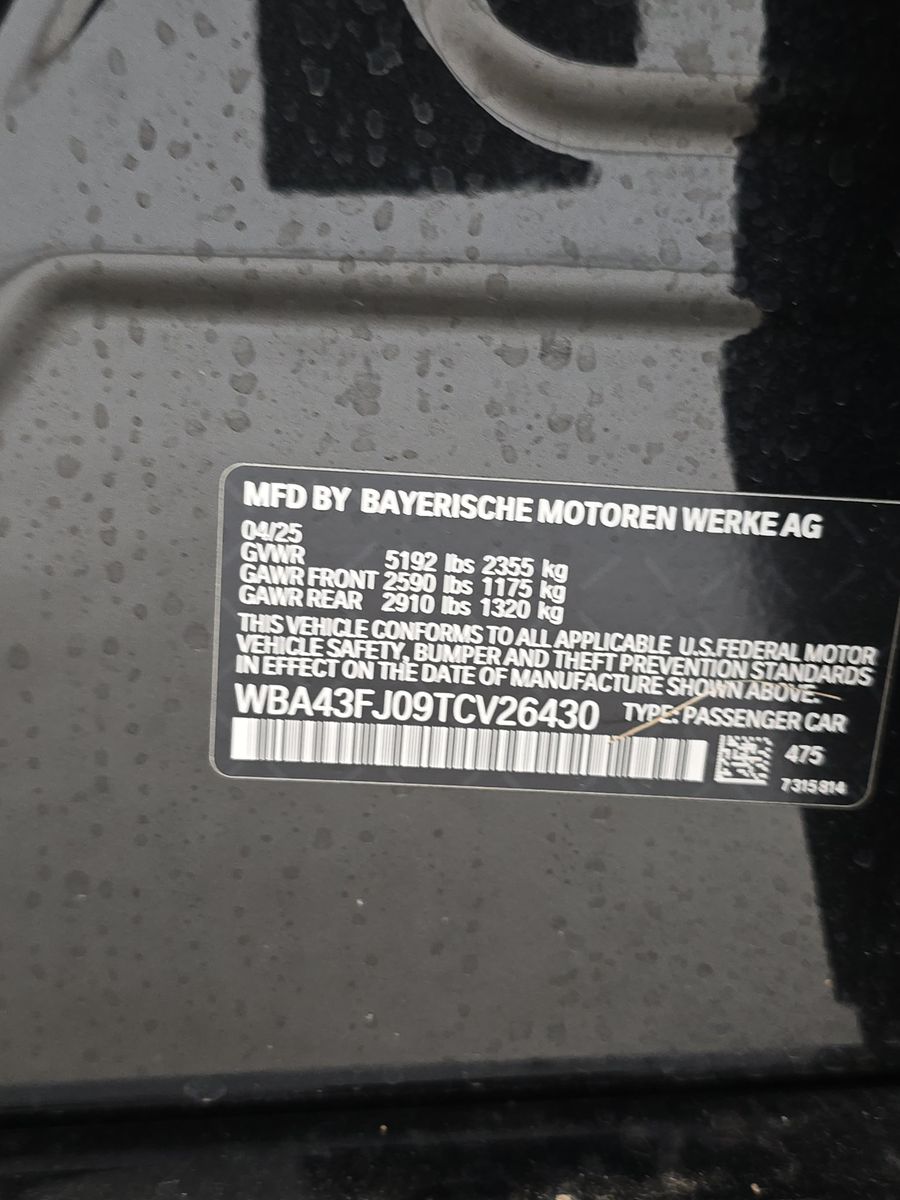 MFD BY BAYERISCHE MOTOREN WERKE AG
04/25
GVWR 5192 lbs 2355 kg
GAWR FRONT 2590 lbs 1175 kg
GAWR REAR 2910 lbs 1320 kg
THIS VEHICLE CONFORMS TO ALL APPLICABLE U.S.FEDERAL MOTOR
VEHICLE SAFETY, BUMPER AND THEFT PREVENTION STANDARDS
IN EFFECT ON THE DATE OF MANUFACTURE SHOWN ABOVE.
WBA43FJ09TCV26430 TYPE: PASSENGER CAR
475
7315814